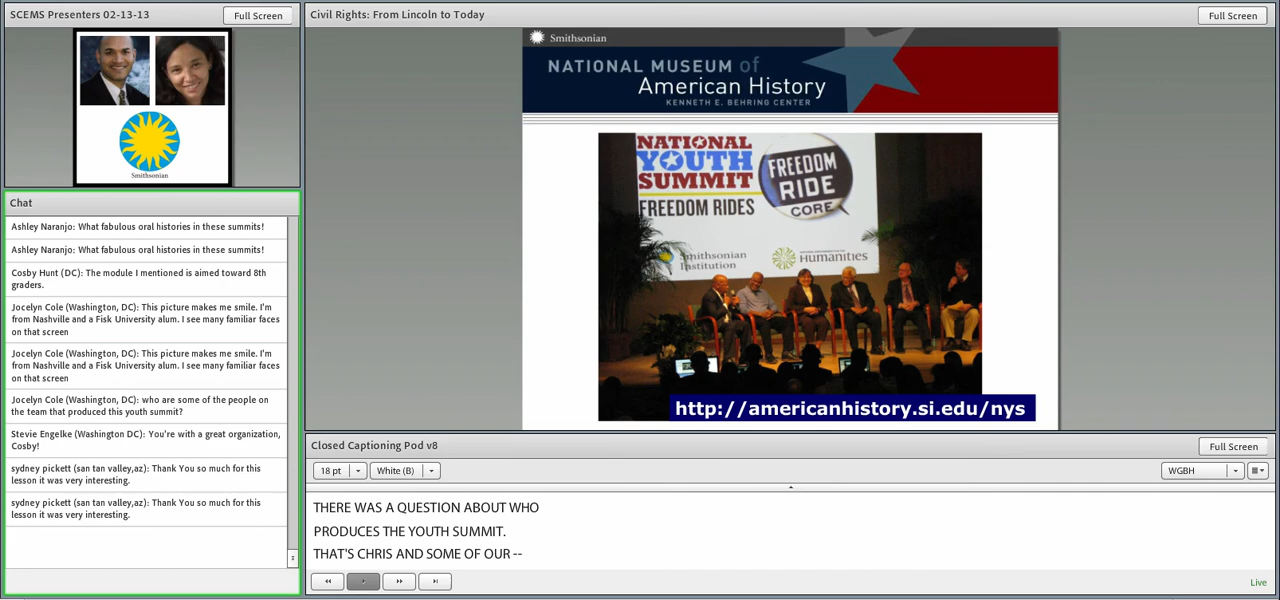 SCEMS Presenters 02-13-13
Full Screen
Smithsonian
Chat
Ashley Naranjo: What fabulous oral histories in these summits!
Ashley Naranjo: What fabulous oral histories in these summits!
Cosby Hunt (DC): The module I mentioned is aimed toward 8th
graders.
Jocelyn Cole (Washington, DC): This picture makes me smile. I'm
from Nashville and a Fisk University alum. I see many familiar faces
on that screen
Jocelyn Cole (Washington, DC): This picture makes me smile. I'm
from Nashville and a Fisk University alum. I see many familiar faces
on that screen
Jocelyn Cole (Washington, DC): who are some of the people on
the team that produced this youth summit?
Stevie Engelke (Washington DC): You're with a great organization,
Cosby!
sydney pickett (san tan valley,az): Thank You so much for this
lesson it was very interesting.
sydney pickett (san tan valley,az): Thank You so much for this
lesson it was very interesting.
Civil Rights: From Lincoln to Today
Full Screen
Smithsonian
NATIONAL MUSEUM of
American History
KENNETH E. BEHRING CENTER
NATIONAL
YOUTH
SUMMIT
FREEDOM RIDES
FREEDOM
RIDE
CORE
Smithsonian
Institution
Humanities
http://americanhistory.si.edu/nys
Closed Captioning Pod v8
Full Screen
18 pt
White (B)
WGBH
THERE WAS A QUESTION ABOUT WHO
PRODUCES THE YOUTH SUMMIT.
THAT'S CHRIS AND SOME OF OUR --
Live